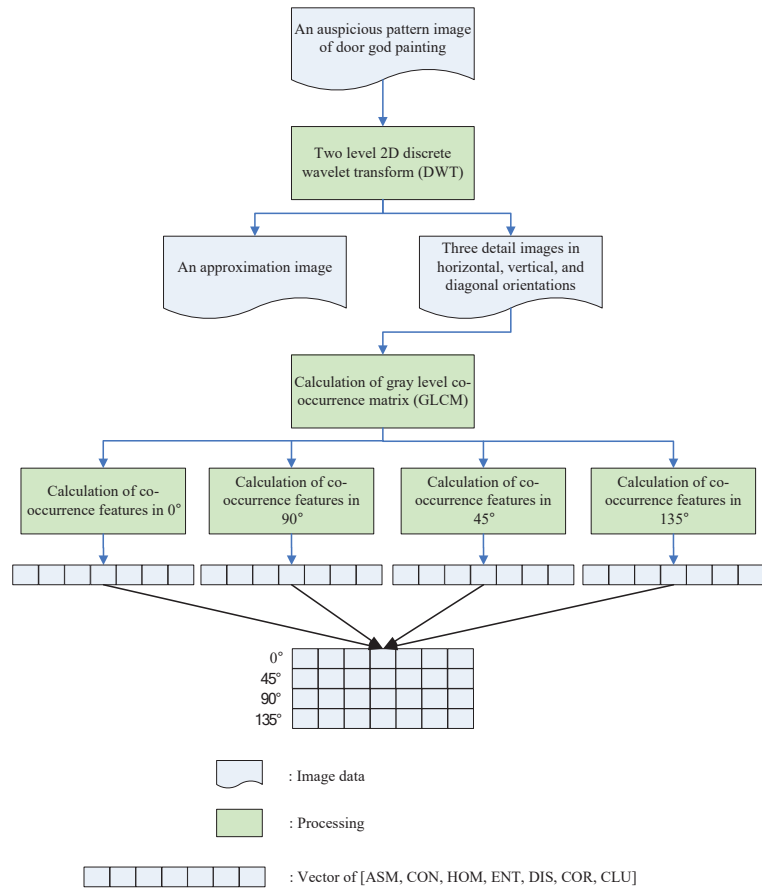 An auspicious pattern image
of door god painting
Two level 2D discrete
wavelet transform (DWT)
An approximation image
Three detail images in
horizontal, vertical, and
diagonal orientations
Calculation of gray level co-
occurrence matrix (GLCM)
Calculation of co-
occurrence features in 0°
Calculation of co-
occurrence features in
90°
Calculation of co-
occurrence features in
45°
Calculation of co-
occurrence features in
135°
0°
45°
90°
135°
: Image data
: Processing
: Vector of [ASM, CON, HOM, ENT, DIS, COR, CLU]